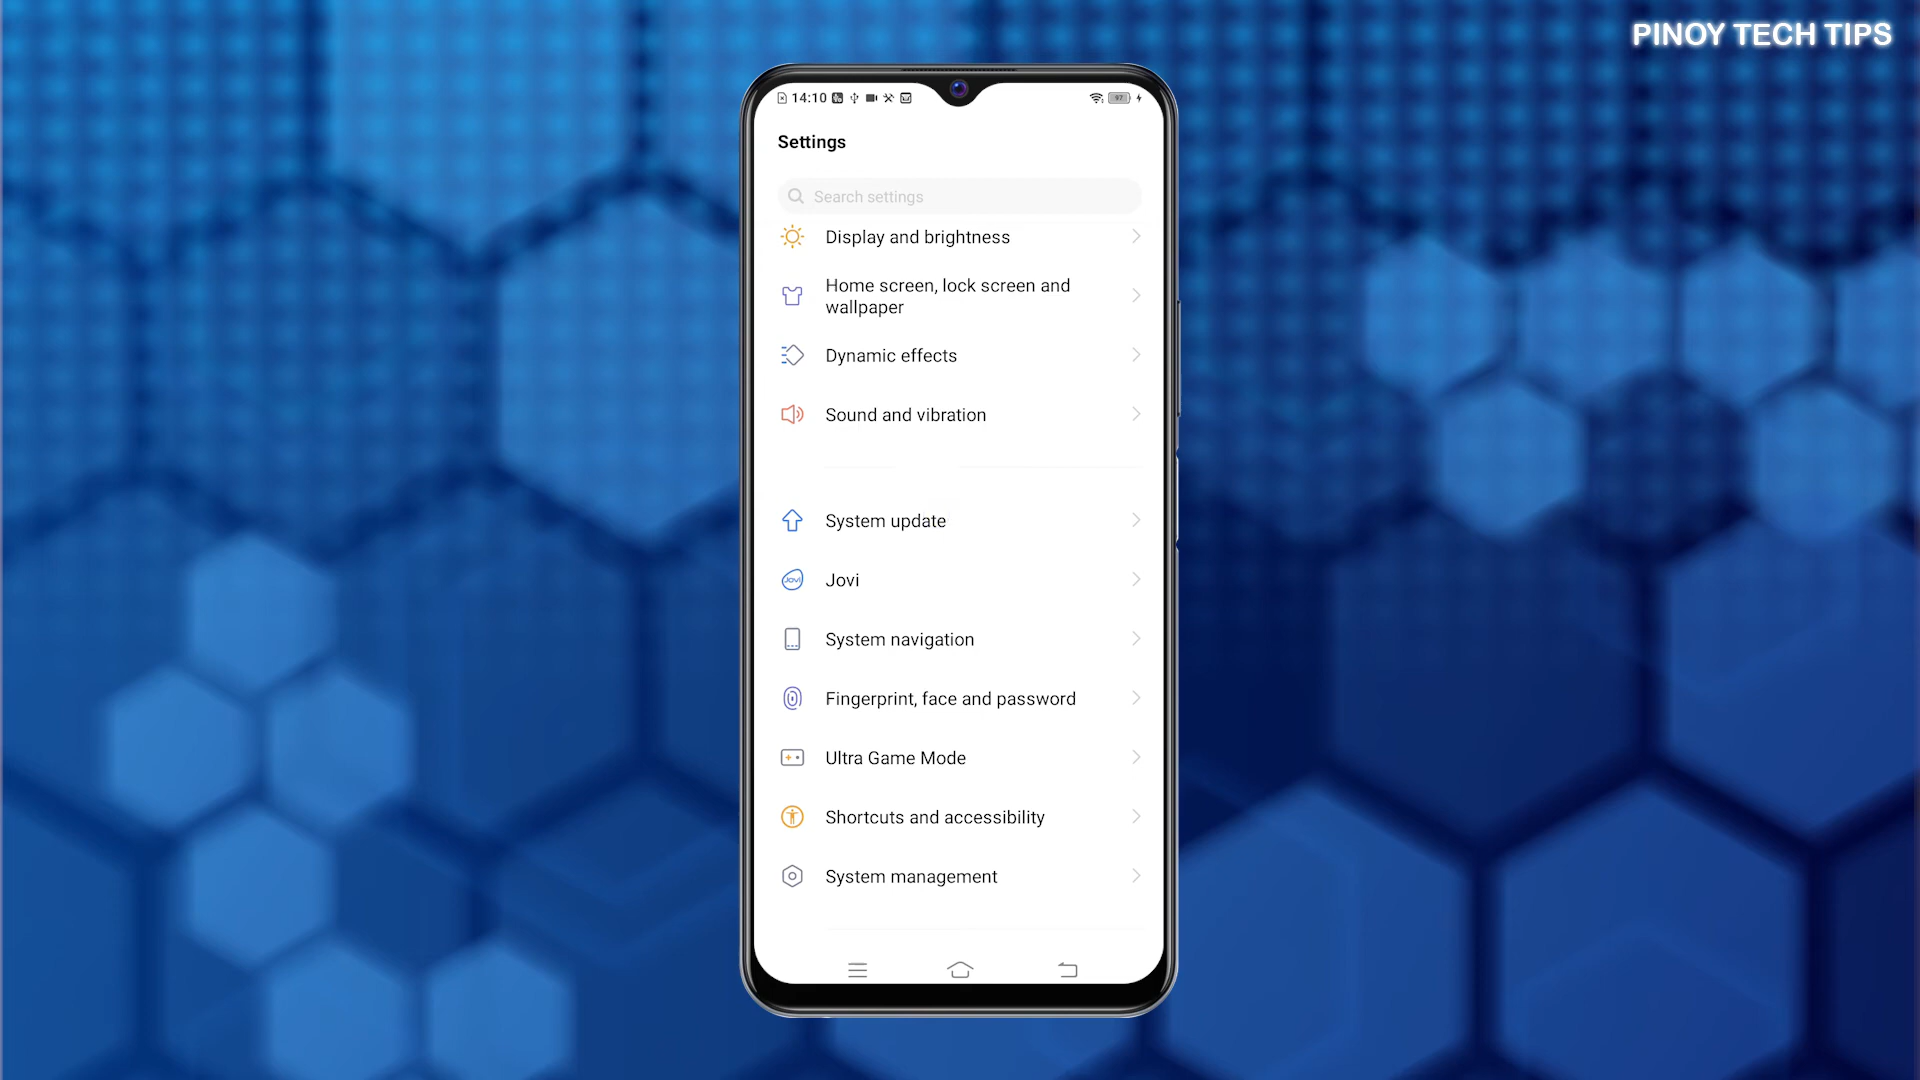 PINOY TECH TIPS
14:10
97
Settings
Search settings
Display and brightness
Home screen, lock screen and
wallpaper
Dynamic effects
Sound and vibration
System update
Jovi
Jovi
System navigation
Fingerprint, face and password
Ultra Game Mode
Shortcuts and accessibility
System management